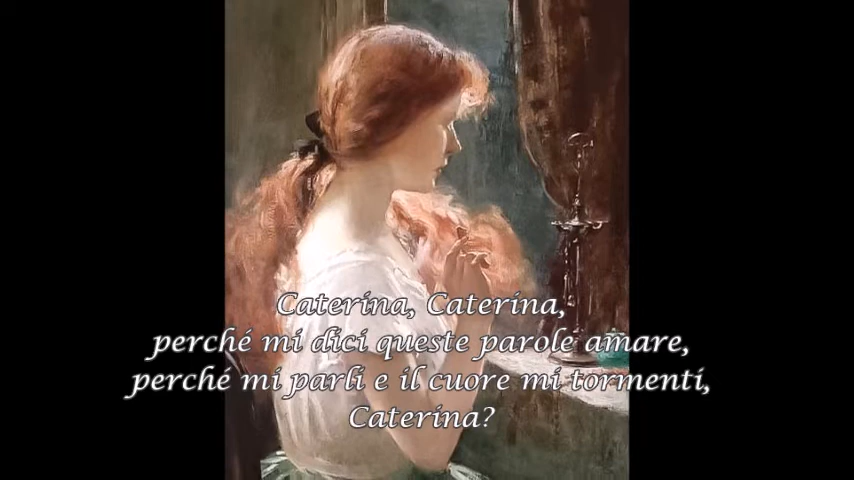 Caterina, Caterina,
perché mi dici queste parole amare,
perché mi parli e il cuore mi tormenti,
Caterina?